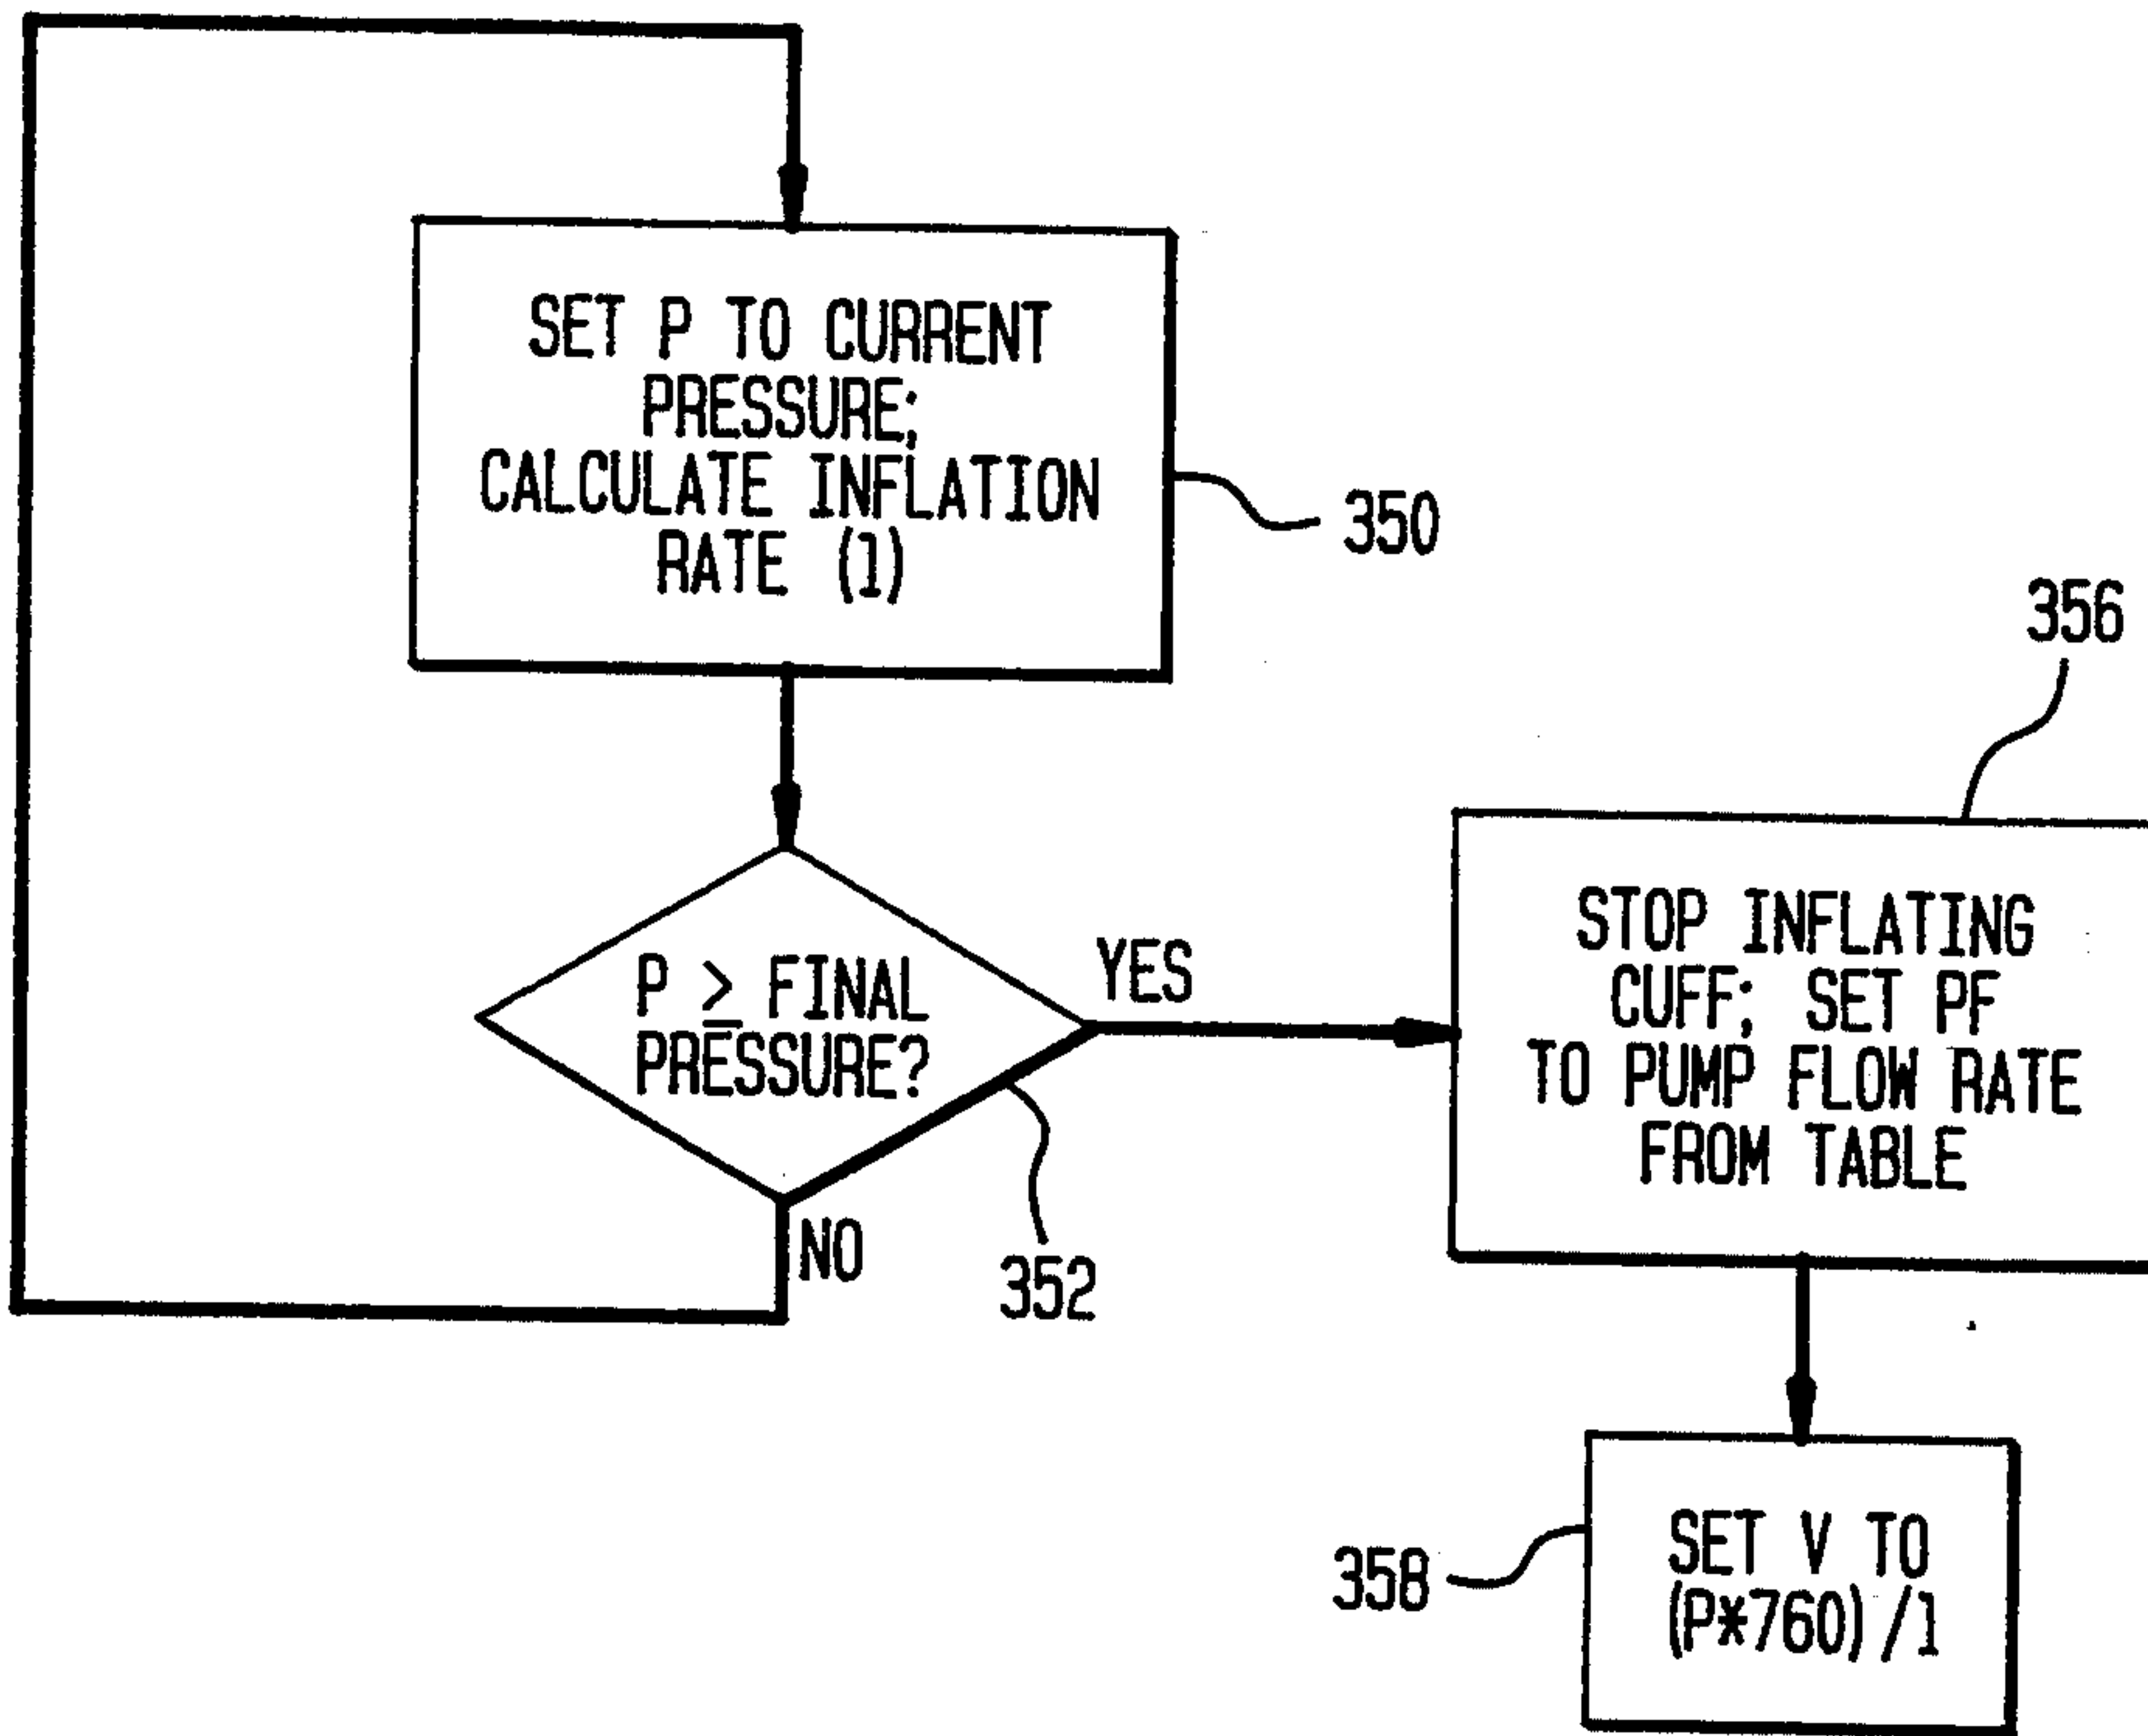 SET P TO CURRENT
PRESSURE;
CALCULATE INFLATION
RATE (1)
350
P ≥ FINAL
PRESSURE?
YES
NO
352
356
STOP INFLATING
CUFF; SET PF
TO PUMP FLOW RATE
FROM TABLE
358
SET V TO
(P*760)/1